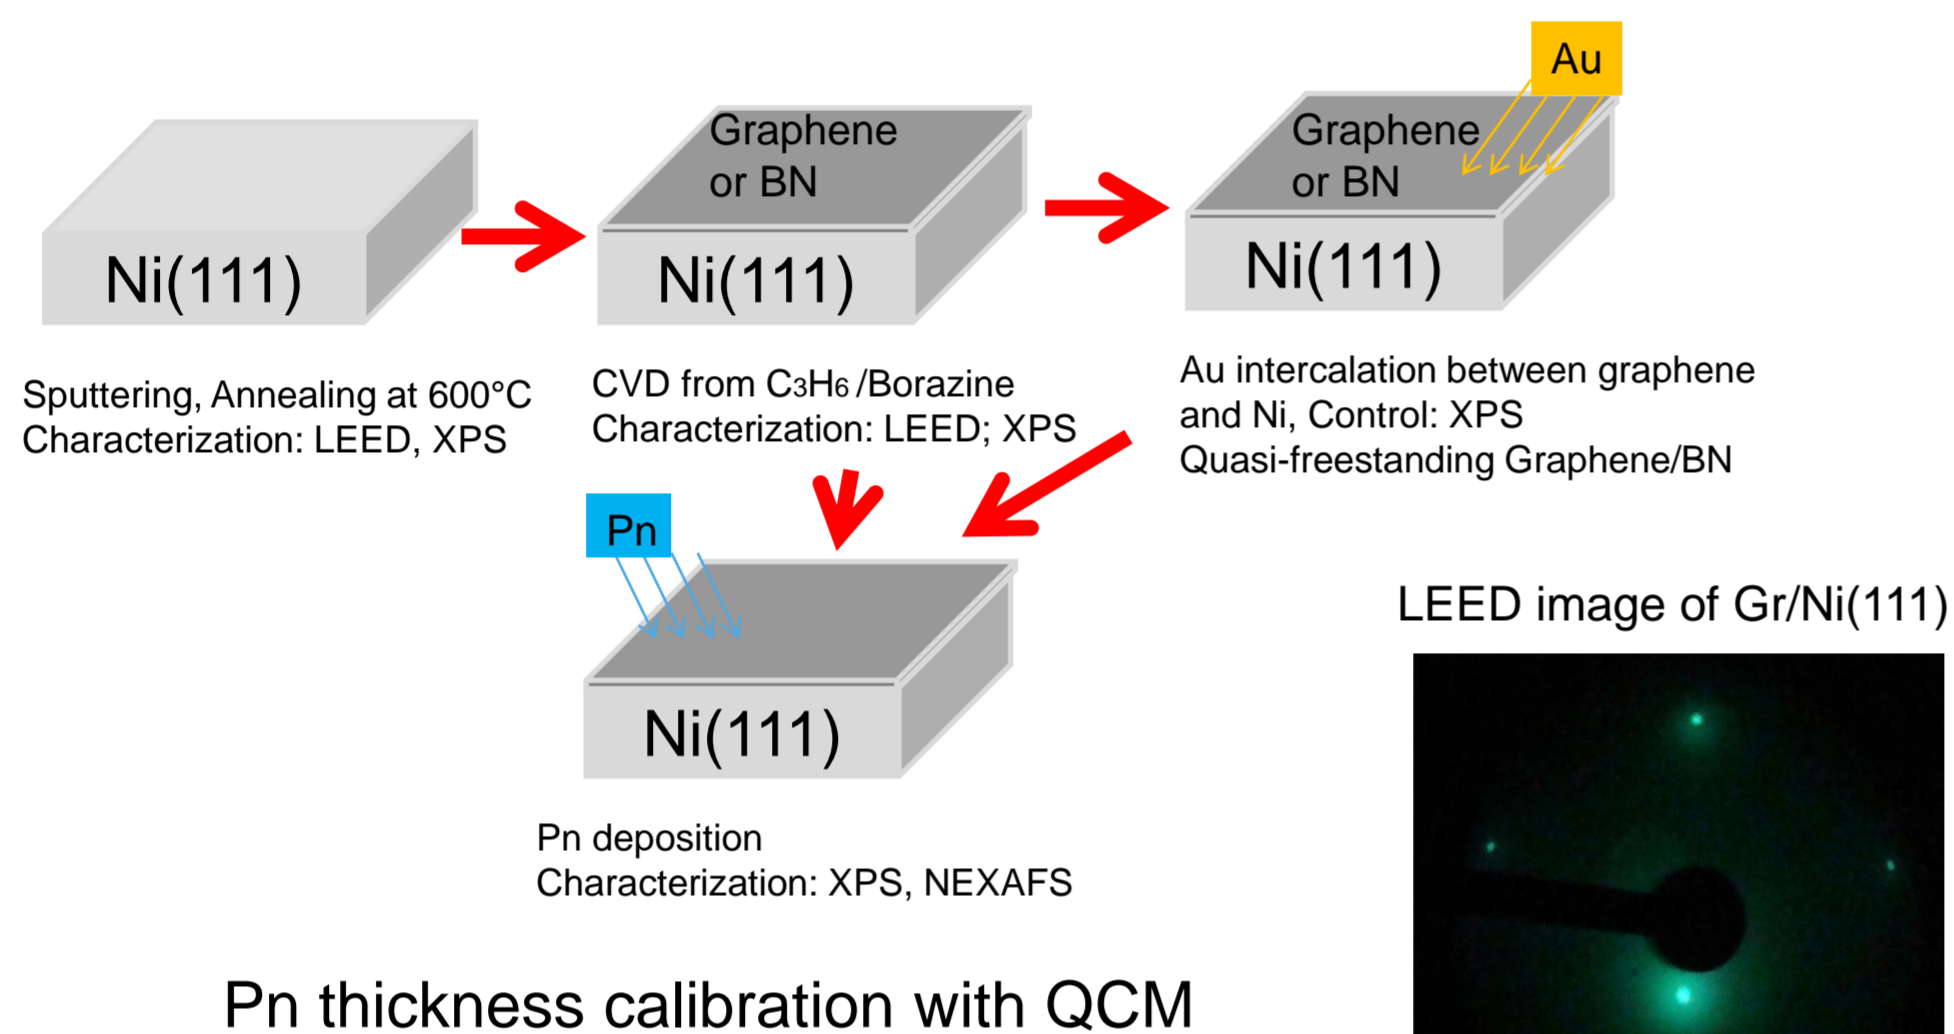 Au
Graphene
or BN
Graphene
or BN
Ni(111)
Ni(111)
Ni(111)
Sputtering, Annealing at 600°C
Characterization: LEED, XPS
CVD from C3H6 /Borazine
Characterization: LEED; XPS
Au intercalation between graphene
and Ni, Control: XPS
Quasi-freestanding Graphene/BN
Pn
Ni(111)
LEED image of Gr/Ni(111)
Pn deposition
Characterization: XPS, NEXAFS
Pn thickness calibration with QCM